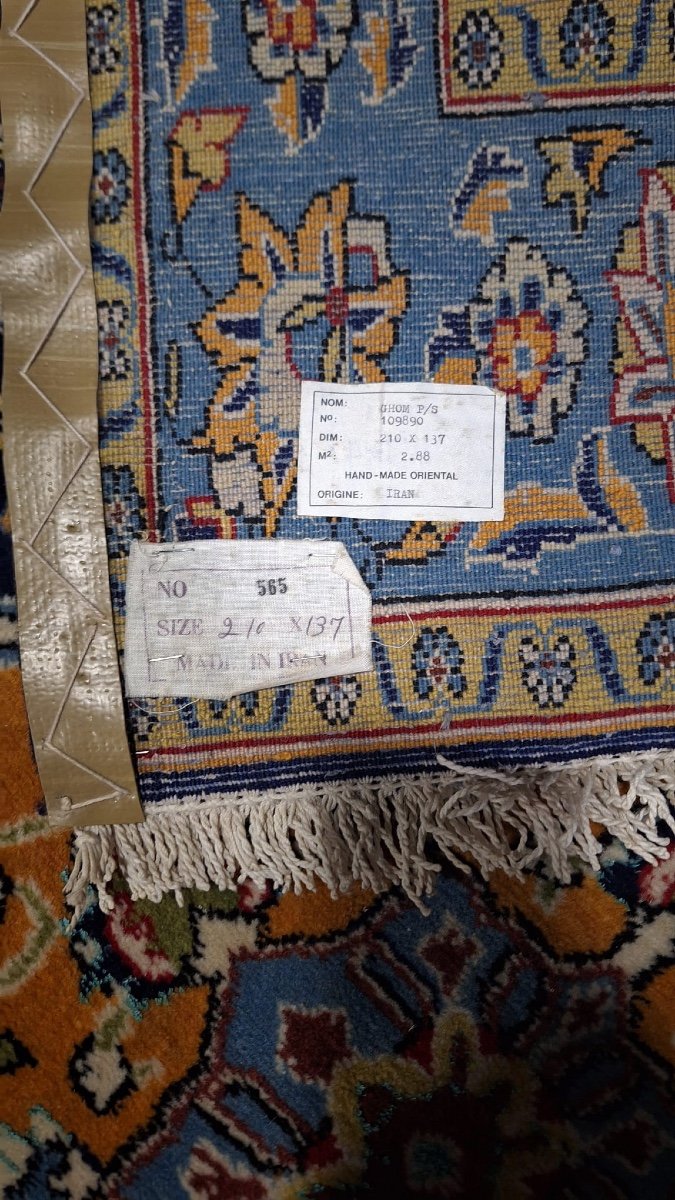 NOM: GHOM P/S
Nº: 109890
DIM: 210 X 137
M²: 2.88
HAND-MADE ORIENTAL
ORIGINE: IRAN
NO 565
SIZE 210 X137
MADE IN IRAN